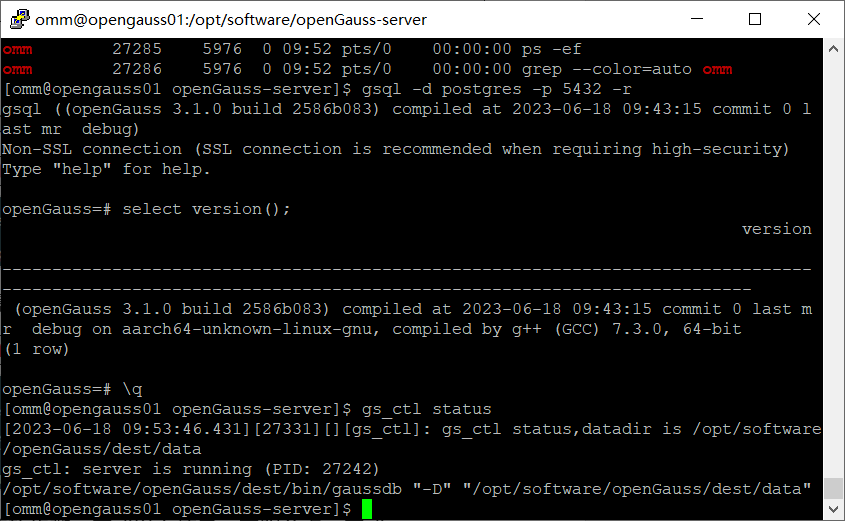 omm@opengauss01:/opt/software/openGauss-server
omm        27285    5976  0 09:52 pts/0    00:00:00 ps -ef
omm        27286    5976  0 09:52 pts/0    00:00:00 grep --color=auto omm
[omm@opengauss01 openGauss-server]$ gsql -d postgres -p 5432 -r
gsql ((openGauss 3.1.0 build 2586b083) compiled at 2023-06-18 09:43:15 commit 0 l
ast mr  debug)
Non-SSL connection (SSL connection is recommended when requiring high-security)
Type "help" for help.
openGauss=# select version();
version
---------------------------------------------------------------------------------
---------------------------------------------------------------------------
 (openGauss 3.1.0 build 2586b083) compiled at 2023-06-18 09:43:15 commit 0 last m
r  debug on aarch64-unknown-linux-gnu, compiled by g++ (GCC) 7.3.0, 64-bit
(1 row)
openGauss=# \q
[omm@opengauss01 openGauss-server]$ gs_ctl status
[2023-06-18 09:53:46.431][27331][][gs_ctl]: gs_ctl status,datadir is /opt/software
/openGauss/dest/data
gs_ctl: server is running (PID: 27242)
/opt/software/openGauss/dest/bin/gaussdb "-D" "/opt/software/openGauss/dest/data"
[omm@opengauss01 openGauss-server]$